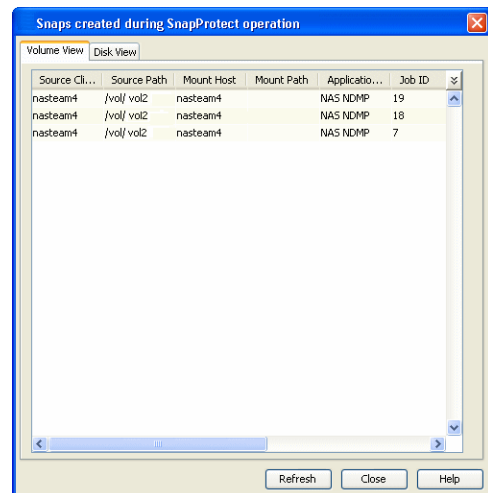 Snaps created during SnapProtect operation
Volume View Disk View
Source Cli... Source Path Mount Host Mount Path Applicatio... Job ID
nasteam4 /vol/ vol2 nasteam4 NAS NDMP 19
nasteam4 /vol/ vol2 nasteam4 NAS NDMP 18
nasteam4 /vol/ vol2 nasteam4 NAS NDMP 7
Refresh Close Help